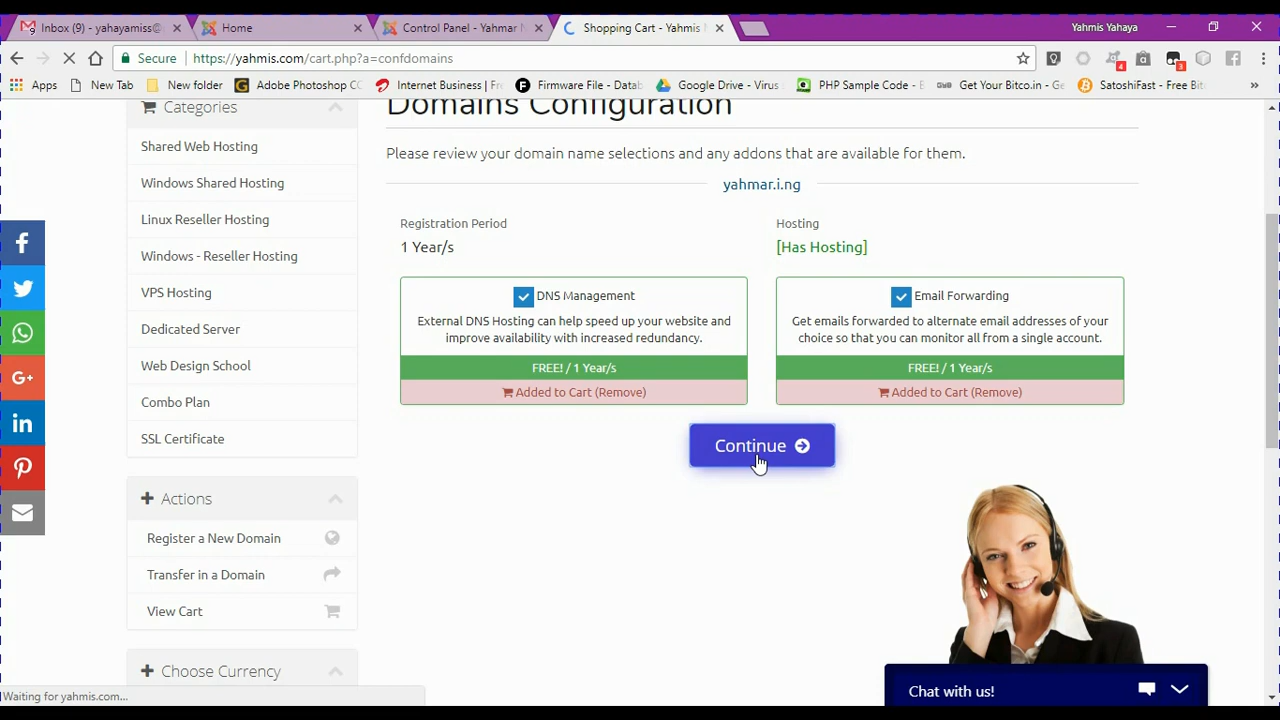 Inbox (9) - yahayamiss@
Home
Control Panel - Yahmar N
Shopping Cart - Yahmis N
Yahmis Yahaya
Secure
https://yahmis.com/cart.php?a=confdomains
4
3
Apps
New Tab
New folder
Adobe Photoshop CC
Internet Business | Fr
Firmware File - Datab
Google Drive - Virus
PHP Sample Code -
Get Your Bitco.in - Ge
SatoshiFast - Free Bit
Categories
Shared Web Hosting
Windows Shared Hosting
Linux Reseller Hosting
Windows - Reseller Hosting
VPS Hosting
Dedicated Server
Web Design School
Combo Plan
SSL Certificate
Actions
Register a New Domain
Transfer in a Domain
View Cart
Choose Currency
Domains Configuration
Please review your domain name selections and any addons that are available for them.
yahmar.i.ng
Registration Period
1 Year/s
Hosting
[Has Hosting]
DNS Management
External DNS Hosting can help speed up your website and
improve availability with increased redundancy.
FREE! / 1 Year/s
Added to Cart (Remove)
Email Forwarding
Get emails forwarded to alternate email addresses of your
choice so that you can monitor all from a single account.
FREE! / 1 Year/s
Added to Cart (Remove)
Continue
Chat with us!
Waiting for yahmis.com...